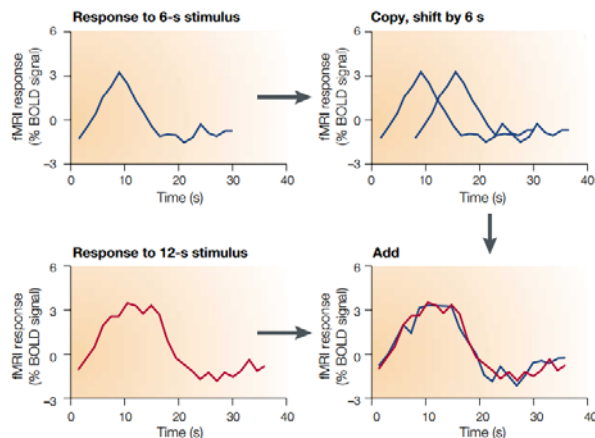 Response to 6-s stimulus
fMRI response
(% BOLD signal)
6
3
0
−3
0
10
20
30
40
Time (s)
Copy, shift by 6 s
fMRI response
(% BOLD signal)
6
3
0
−3
0
10
20
30
40
Time (s)
Response to 12-s stimulus
fMRI response
(% BOLD signal)
6
3
0
−3
0
10
20
30
40
Time (s)
Add
fMRI response
(% BOLD signal)
6
3
0
−3
0
10
20
30
40
Time (s)